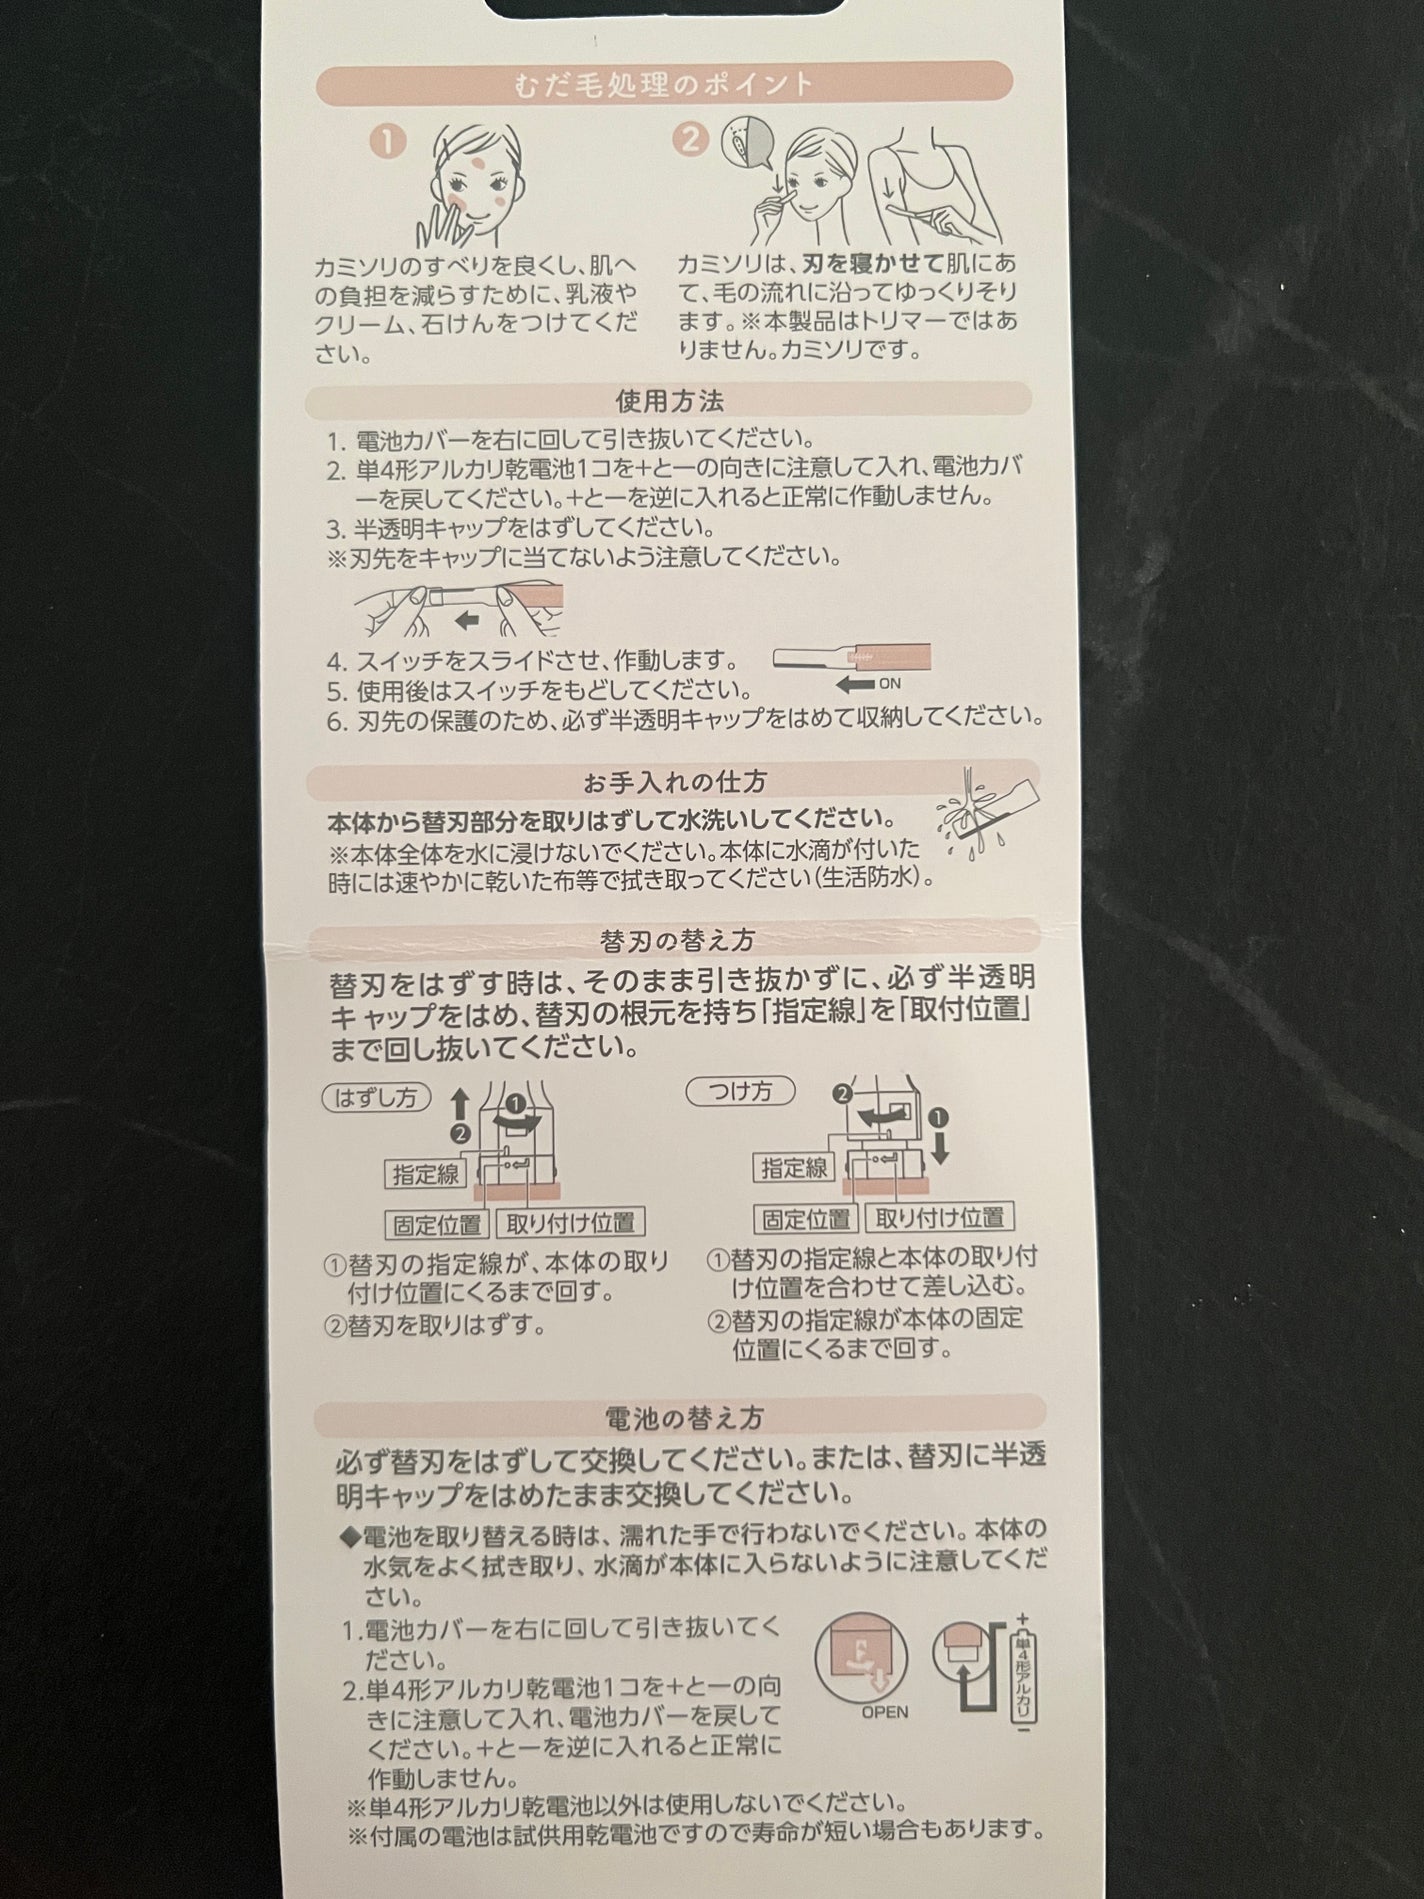 むだ毛処理のポイント
1
カミソリのすべりを良くし、肌へ
の負担を減らすために、乳液や
クリーム、石けんをつけてくだ
さい。
2
カミソリは、刃を寝かせて肌にあ
て、毛の流れに沿ってゆっくりそり
ます。※本製品はトリマーではあ
りません。カミソリです。
使用方法
1. 電池カバーを右に回して引き抜いてください。
2. 単4形アルカリ乾電池1コを+と−の向きに注意して入れ、電池カバ
ーを戻してください。+と−を逆に入れると正常に作動しません。
3. 半透明キャップをはずしてください。
※刃先をキャップに当てないよう注意してください。
4. スイッチをスライドさせ、作動します。
ON
5. 使用後はスイッチをもどしてください。
6. 刃先の保護のため、必ず半透明キャップをはめて収納してください。
お手入れの仕方
本体から替刃部分を取りはずして水洗いしてください。
※本体全体を水に浸けないでください。本体に水滴が付いた
時には速やかに乾いた布等で拭き取ってください(生活防水)。
替刃の替え方
替刃をはずす時は、そのまま引き抜かずに、必ず半透明
キャップをはめ、替刃の根元を持ち「指定線」を「取付位置」
まで回し抜いてください。
はずし方
❶
❷
指定線
固定位置 取り付け位置
①替刃の指定線が、本体の取り
付け位置にくるまで回す。
②替刃を取りはずす。
つけ方
❷
❶
指定線
固定位置 取り付け位置
①替刃の指定線と本体の取り付
け位置を合わせて差し込む。
②替刃の指定線が本体の固定
位置にくるまで回す。
電池の替え方
必ず替刃をはずして交換してください。または、替刃に半透
明キャップをはめたまま交換してください。
◆電池を取り替える時は、濡れた手で行わないでください。本体の
水気をよく拭き取り、水滴が本体に入らないように注意してくだ
さい。
1.電池カバーを右に回して引き抜いてく
ださい。
2.単4形アルカリ乾電池1コを+と−の向
きに注意して入れ、電池カバーを戻して
ください。+と−を逆に入れると正常に
作動しません。
OPEN
+
単4形アルカリ
−
※単4形アルカリ乾電池以外は使用しないでください。
※付属の電池は試供用乾電池ですので寿命が短い場合もあります。